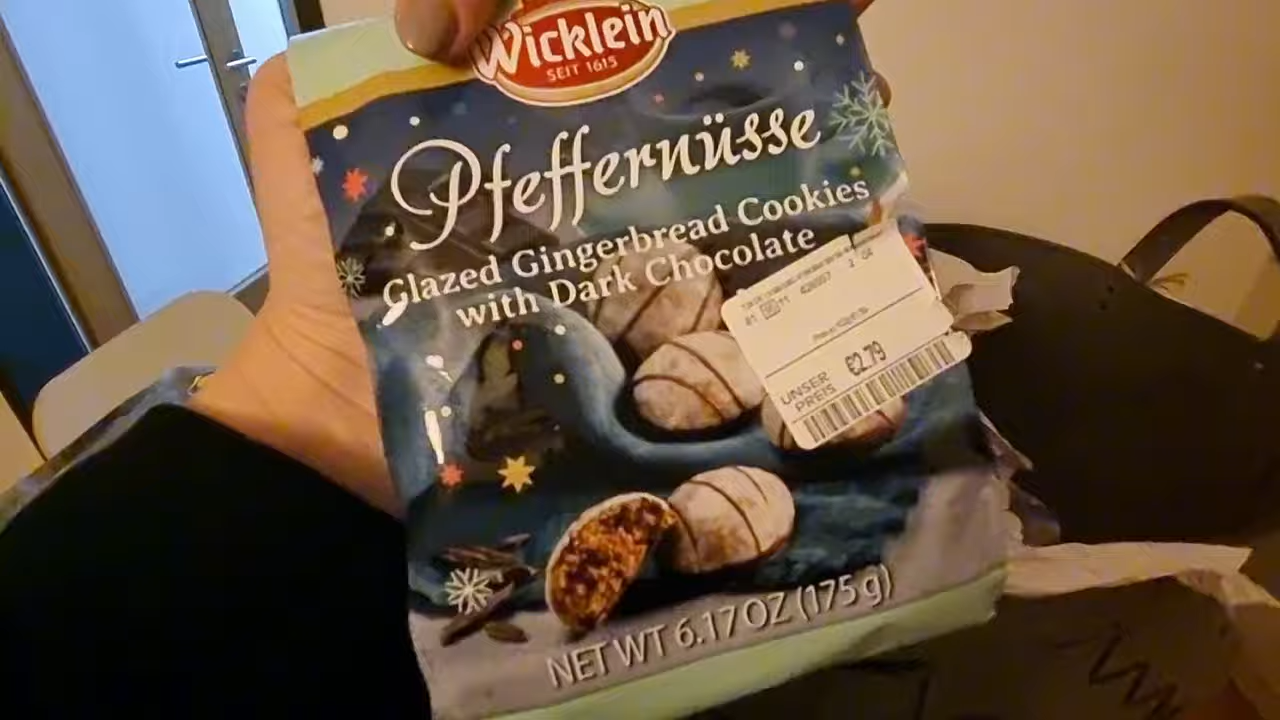 Wicklein
SEIT 1615
Pfeffernüsse
Glazed Gingerbread Cookies
with Dark Chocolate
UNSER
PREIS €2.79
NET WT 6.17 OZ (175 g)